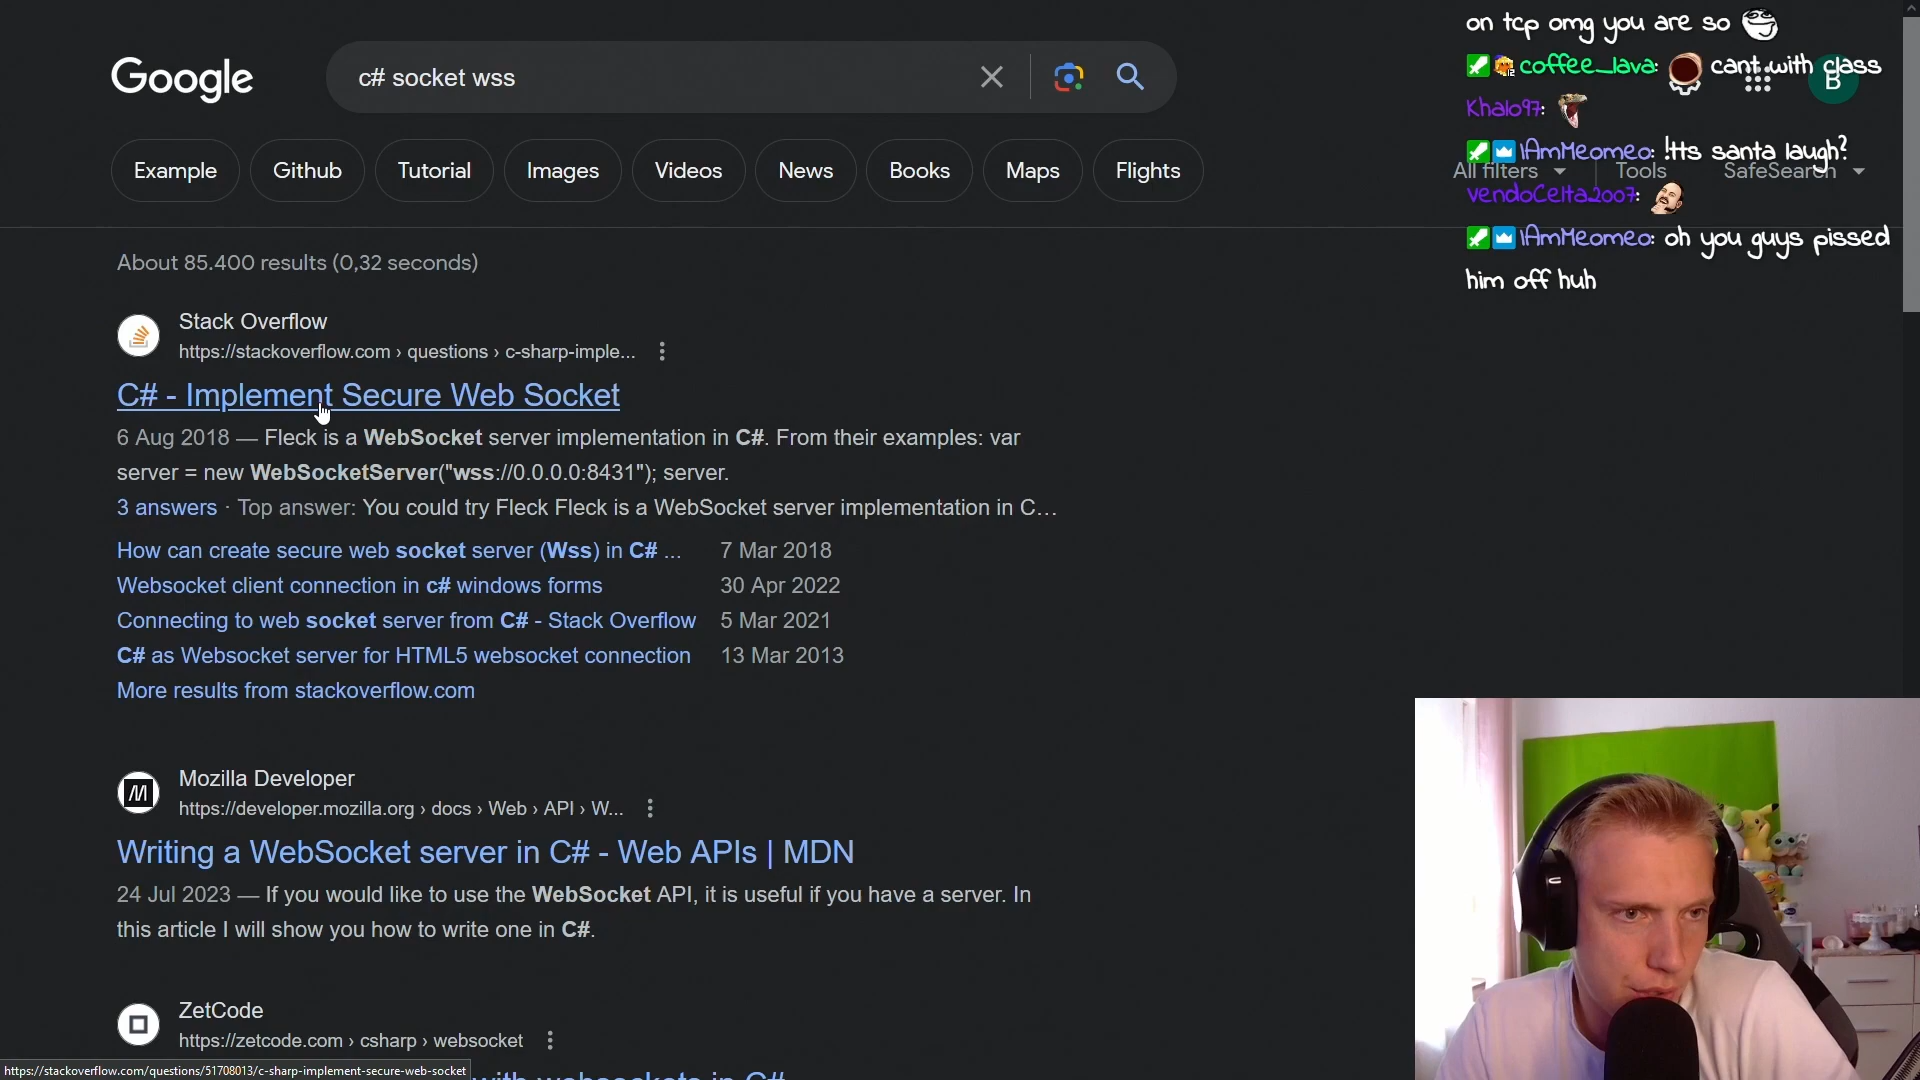 Google
c# socket wss
on tcp omg you are so
coffee_lava: cant with class
B
Khalo97:
Example
Github
Tutorial
Images
Videos
News
Books
Maps
Flights
IAmMeomeo: !tts santa laugh?
All filters
Tools
SafeSearch
vendoCelta2007:
IAmMeomeo: oh you guys pissed
him off huh
About 85.400 results (0,32 seconds)
Stack Overflow
https://stackoverflow.com › questions › c-sharp-imple...
C# - Implement Secure Web Socket
6 Aug 2018 — Fleck is a WebSocket server implementation in C#. From their examples: var
server = new WebSocketServer("wss://0.0.0.0:8431"); server.
3 answers · Top answer: You could try Fleck Fleck is a WebSocket server implementation in C…
How can create secure web socket server (Wss) in C# ... 7 Mar 2018
Websocket client connection in c# windows forms 30 Apr 2022
Connecting to web socket server from C# - Stack Overflow 5 Mar 2021
C# as Websocket server for HTML5 websocket connection 13 Mar 2013
More results from stackoverflow.com
Mozilla Developer
https://developer.mozilla.org › docs › Web › API › W...
Writing a WebSocket server in C# - Web APIs | MDN
24 Jul 2023 — If you would like to use the WebSocket API, it is useful if you have a server. In
this article I will show you how to write one in C#.
ZetCode
https://zetcode.com › csharp › websocket
https://stackoverflow.com/questions/51708013/c-sharp-implement-secure-web-socket
with websockets in C#